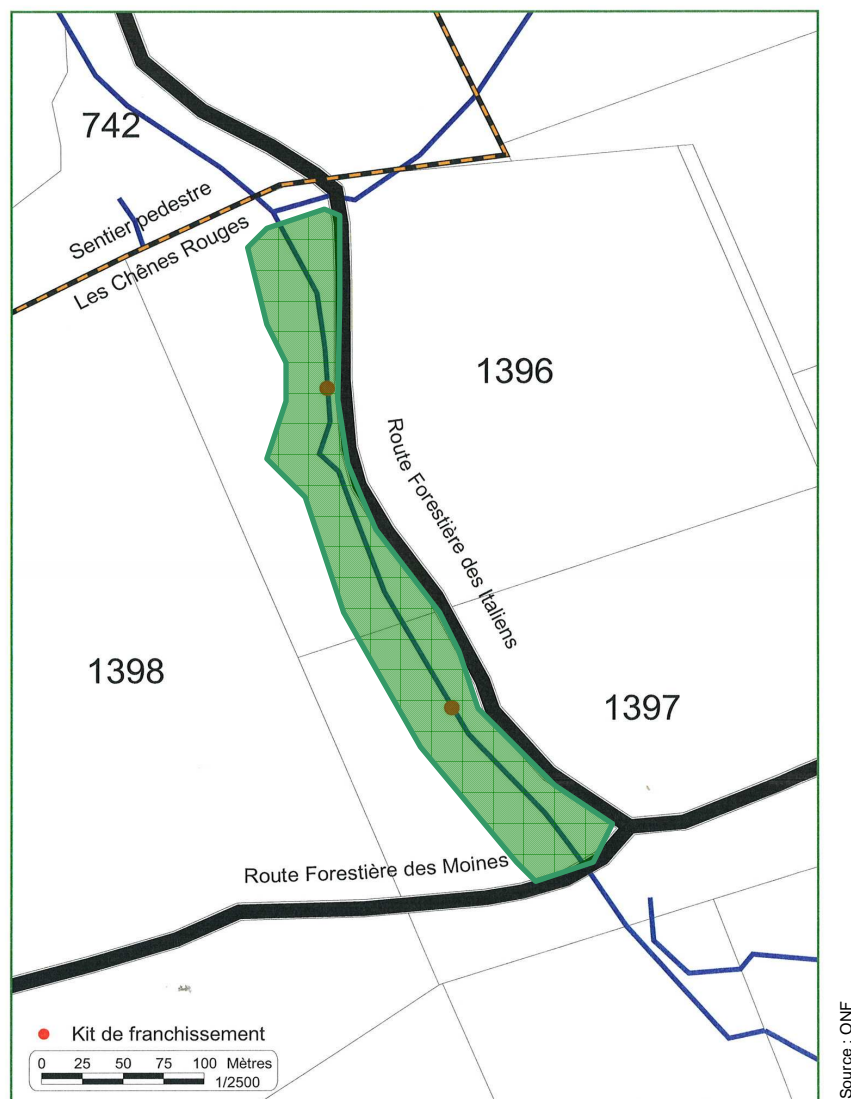 742
Sentier pedestre
Les Chênes Rouges
1396
Route Forestière des Italiens
1398
1397
Route Forestière des Moines
Kit de franchissement
0 25 50 75 100 Mètres
1/2500
Source : ONF